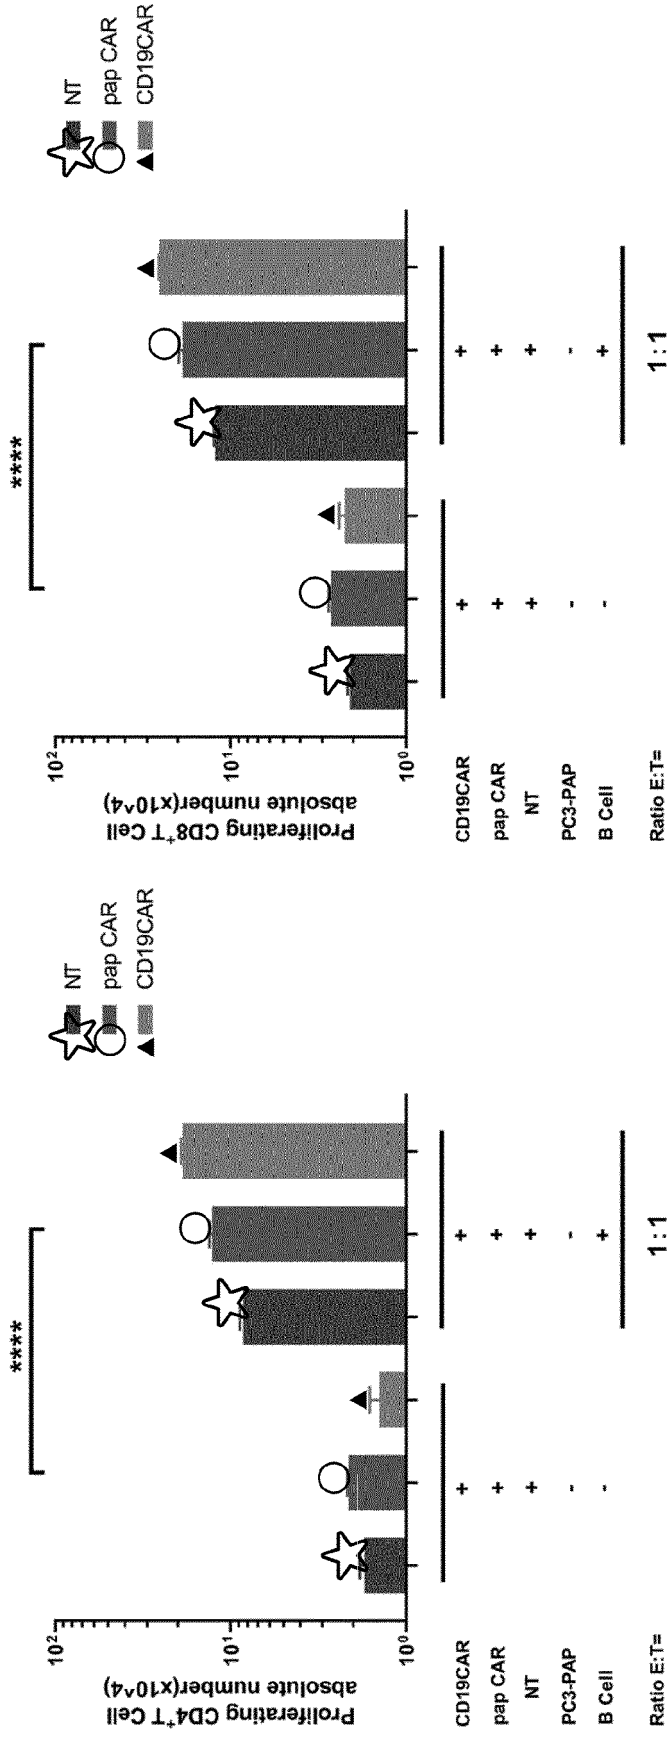 ****
NT
pap CAR
CD19CAR
Proliferating CD4+T Cell
absolute number(x10^4)
10²
10¹
10⁰
CD19CAR + +
pap CAR + +
NT + +
PC3-PAP - -
B Cell - +
Ratio E:T= 1:1
****
NT
pap CAR
CD19CAR
Proliferating CD8+T Cell
absolute number(x10^4)
10²
10¹
10⁰
CD19CAR + +
pap CAR + +
NT + +
PC3-PAP - -
B Cell - +
Ratio E:T= 1:1